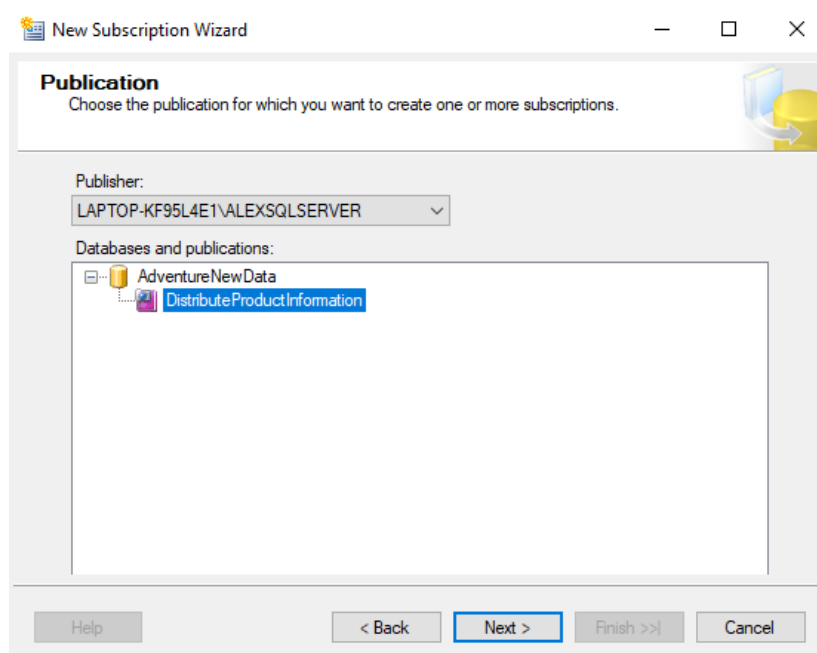 New Subscription Wizard
Publication
Choose the publication for which you want to create one or more subscriptions.
Publisher:
LAPTOP-KF95L4E1\ALEXSQLSERVER
Databases and publications:
AdventureNewData
DistributeProductInformation
Help
< Back
Next >
Finish >>|
Cancel